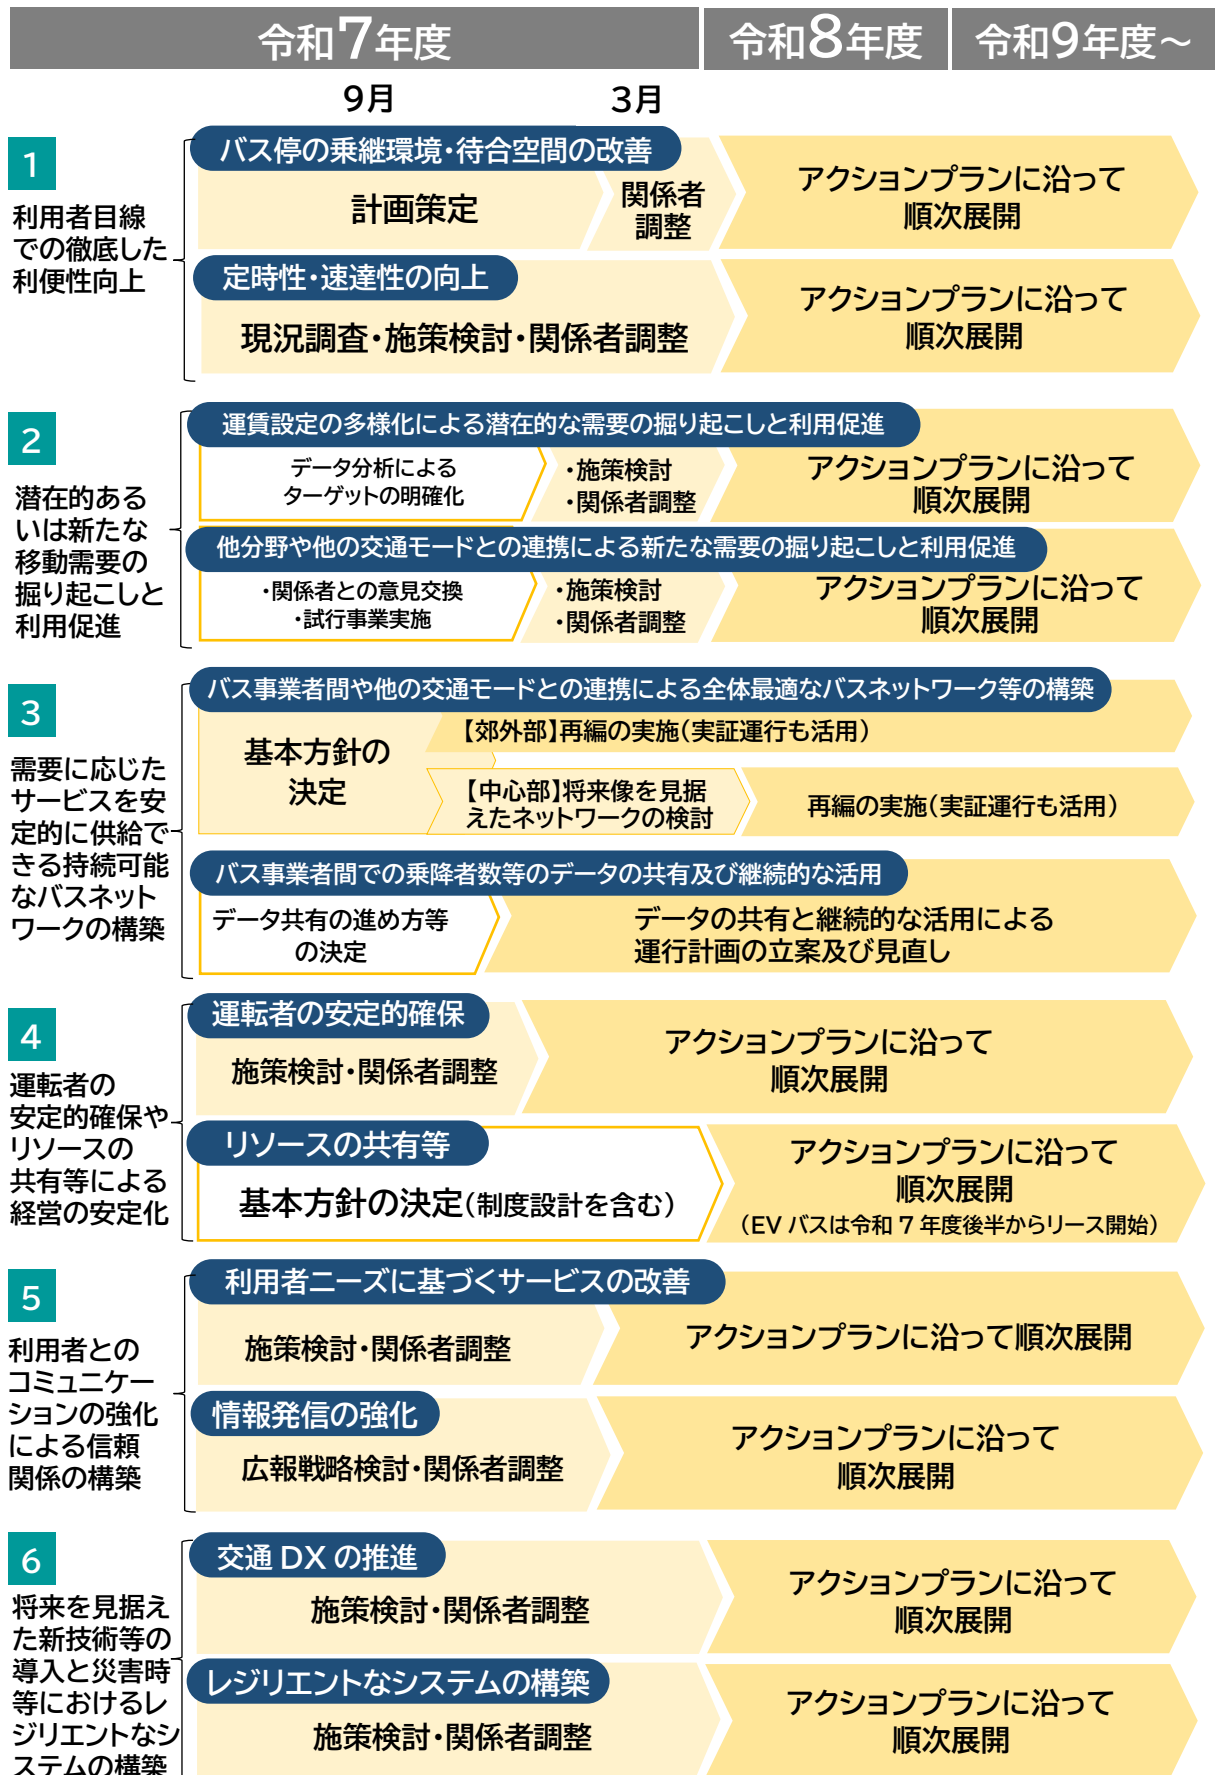 令和7年度
令和8年度
令和9年度～
9月
3月
1
利用者目線
での徹底した
利便性向上
バス停の乗継環境・待合空間の改善
計画策定
関係者
調整
アクションプランに沿って
順次展開
定時性・速達性の向上
現況調査・施策検討・関係者調整
アクションプランに沿って
順次展開
2
潜在的ある
いは新たな
移動需要の
掘り起こしと
利用促進
運賃設定の多様化による潜在的な需要の掘り起こしと利用促進
データ分析による
ターゲットの明確化
・施策検討
・関係者調整
アクションプランに沿って
順次展開
他分野や他の交通モードとの連携による新たな需要の掘り起こしと利用促進
・関係者との意見交換
・試行事業実施
・施策検討
・関係者調整
アクションプランに沿って
順次展開
3
需要に応じた
サービスを安
定的に供給で
きる持続可能
なバスネット
ワークの構築
バス事業者間や他の交通モードとの連携による全体最適なバスネットワーク等の構築
基本方針の
決定
【郊外部】再編の実施（実証運行も活用）
【中心部】将来像を見据
えたネットワークの検討
再編の実施（実証運行も活用）
バス事業者間での乗降者数等のデータの共有及び継続的な活用
データ共有の進め方等
の決定
データの共有と継続的な活用による
運行計画の立案及び見直し
4
運転者の
安定的確保や
リソースの
共有等による
経営の安定化
運転者の安定的確保
施策検討・関係者調整
アクションプランに沿って
順次展開
リソースの共有等
基本方針の決定（制度設計を含む）
アクションプランに沿って
順次展開
（EV バスは令和 7 年度後半からリース開始）
5
利用者との
コミュニケー
ションの強化
による信頼
関係の構築
利用者ニーズに基づくサービスの改善
施策検討・関係者調整
アクションプランに沿って順次展開
情報発信の強化
広報戦略検討・関係者調整
アクションプランに沿って
順次展開
6
将来を見据え
た新技術等の
導入と災害時
等におけるレ
ジリエントなシ
ステムの構築
交通 DX の推進
施策検討・関係者調整
アクションプランに沿って
順次展開
レジリエントなシステムの構築
施策検討・関係者調整
アクションプランに沿って
順次展開